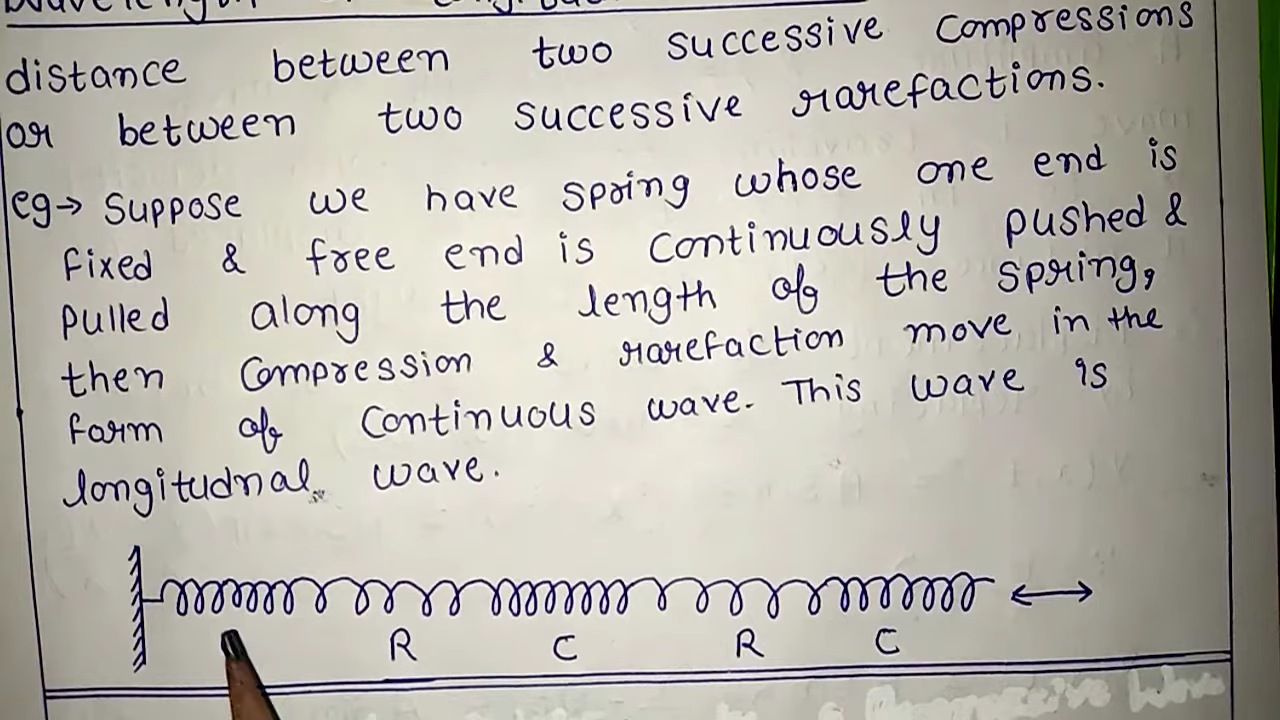 distance between two successive compressions
or between two successive rarefactions.
eg→ Suppose we have spring whose one end is
fixed & free end is continuously pushed &
pulled along the length of the spring,
then compression & rarefaction move in the
form of continuous wave. This wave is
longitudnal wave.
R C R C